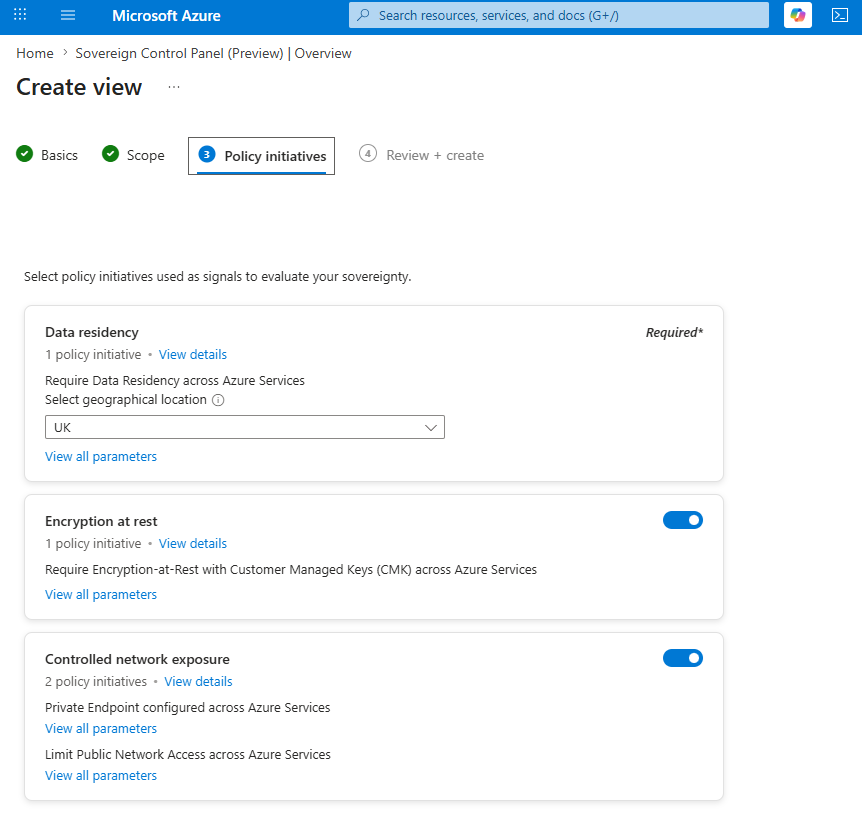 Microsoft Azure
Search resources, services, and docs (G+/)
Home > Sovereign Control Panel (Preview) | Overview
Create view ...
Basics
Scope
3 Policy initiatives
4 Review + create
Select policy initiatives used as signals to evaluate your sovereignty.
Data residency
Required*
1 policy initiative • View details
Require Data Residency across Azure Services
Select geographical location
UK
View all parameters
Encryption at rest
1 policy initiative • View details
Require Encryption-at-Rest with Customer Managed Keys (CMK) across Azure Services
View all parameters
Controlled network exposure
2 policy initiatives • View details
Private Endpoint configured across Azure Services
View all parameters
Limit Public Network Access across Azure Services
View all parameters